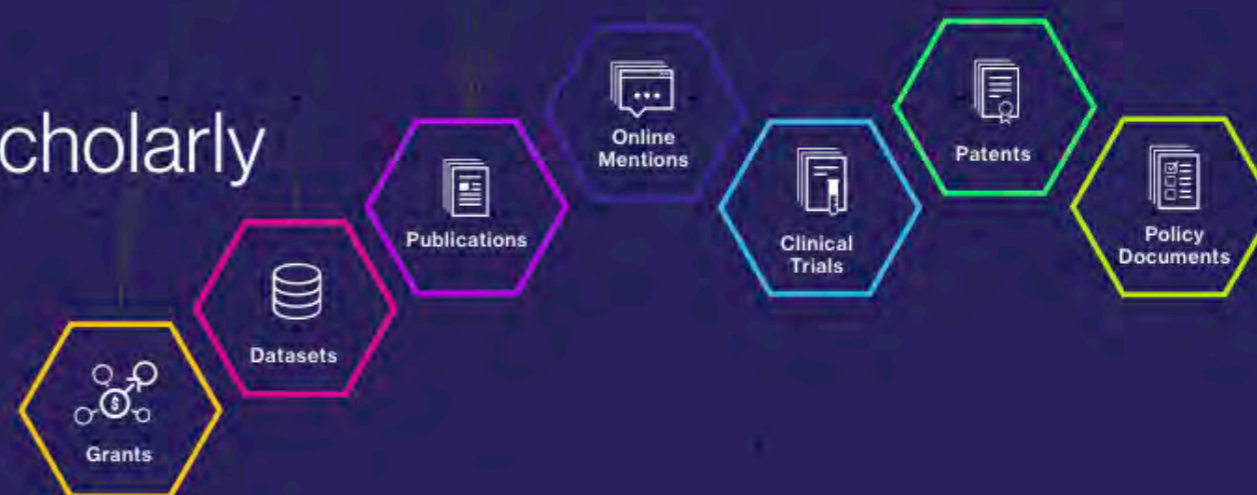 cholarly
Grants
Datasets
Publications
Online
Mentions
Clinical
Trials
Patents
Policy
Documents